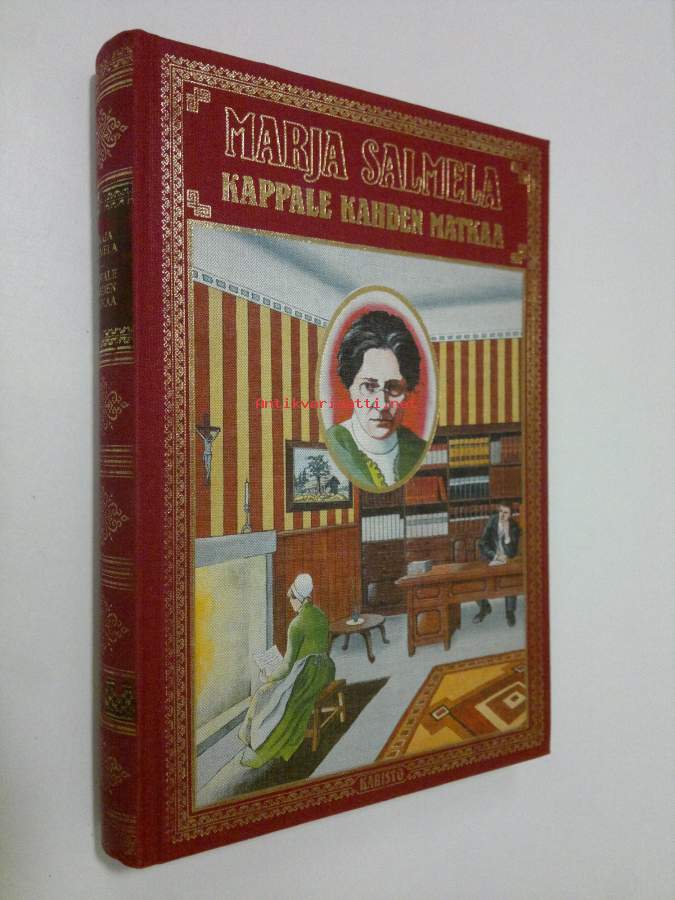 MARJA SALMELA
KAPPALE KAHDEN MATKAA
antikvariaatti.net
KARISTO